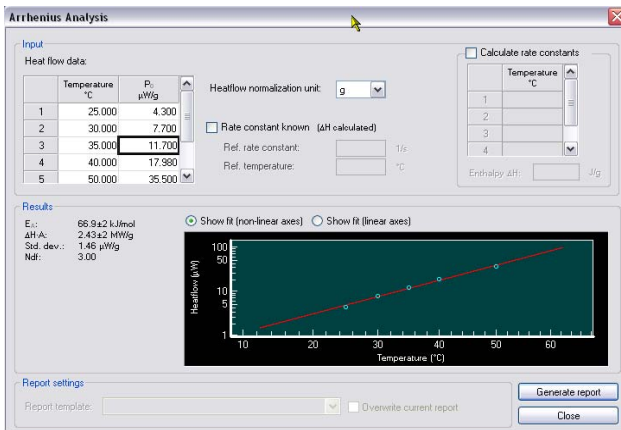 Arrhenius Analysis
Input
Heat flow data:
Temperature °C P₀ µW/g
1 25.000 4.300
2 30.000 7.700
3 35.000 11.700
4 40.000 17.980
5 50.000 35.500
Heatflow normalization unit: g
Rate constant known (ΔH calculated)
Ref. rate constant: 1/s
Ref. temperature: °C
Calculate rate constants
Temperature °C
1
2
3
4
Enthalpy ΔH: J/g
Results
Eₐ: 66.9±2 kJ/mol
ΔH·A: 2.43±2 MW/g
Std. dev.: 1.46 µW/g
Ndf: 3.00
Show fit (non-linear axes) Show fit (linear axes)
Heatflow (µW)
100
50
10
5
1
10 20 30 40 50 60
Temperature (°C)
Report settings
Report template:
Overwrite current report
Generate report
Close